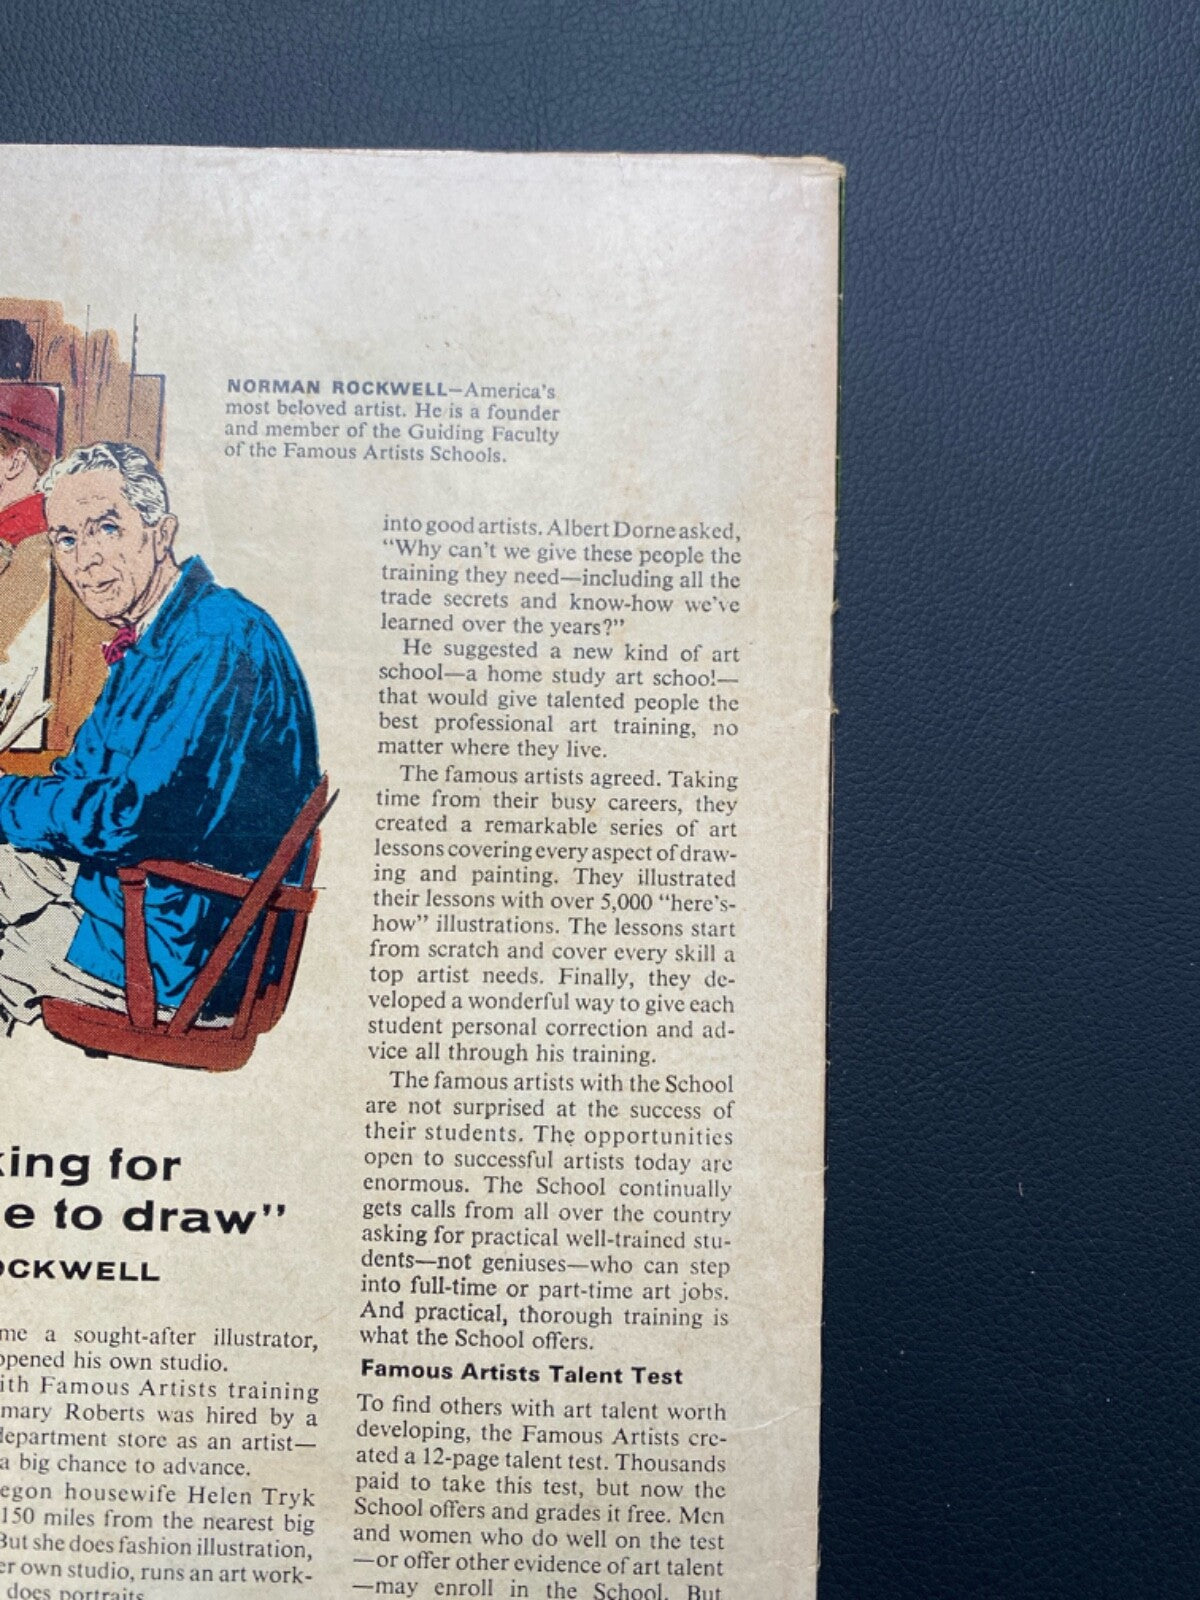 NORMAN ROCKWELL—America's
most beloved artist. He is a founder
and member of the Guiding Faculty
of the Famous Artists Schools.
king for
e to draw"
OCKWELL
me a sought-after illustrator,
opened his own studio.
ith Famous Artists training
mary Roberts was hired by a
department store as an artist—
a big chance to advance.
egon housewife Helen Tryk
150 miles from the nearest big
But she does fashion illustration,
er own studio, runs an art work-
does portraits
into good artists. Albert Dorne asked,
"Why can't we give these people the
training they need—including all the
trade secrets and know-how we've
learned over the years?"
He suggested a new kind of art
school—a home study art school—
that would give talented people the
best professional art training, no
matter where they live.
The famous artists agreed. Taking
time from their busy careers, they
created a remarkable series of art
lessons covering every aspect of draw-
ing and painting. They illustrated
their lessons with over 5,000 "here's-
how" illustrations. The lessons start
from scratch and cover every skill a
top artist needs. Finally, they de-
veloped a wonderful way to give each
student personal correction and ad-
vice all through his training.
The famous artists with the School
are not surprised at the success of
their students. The opportunities
open to successful artists today are
enormous. The School continually
gets calls from all over the country
asking for practical well-trained stu-
dents—not geniuses—who can step
into full-time or part-time art jobs.
And practical, thorough training is
what the School offers.
Famous Artists Talent Test
To find others with art talent worth
developing, the Famous Artists cre-
ated a 12-page talent test. Thousands
paid to take this test, but now the
School offers and grades it free. Men
and women who do well on the test
—or offer other evidence of art talent
—may enroll in the School. But